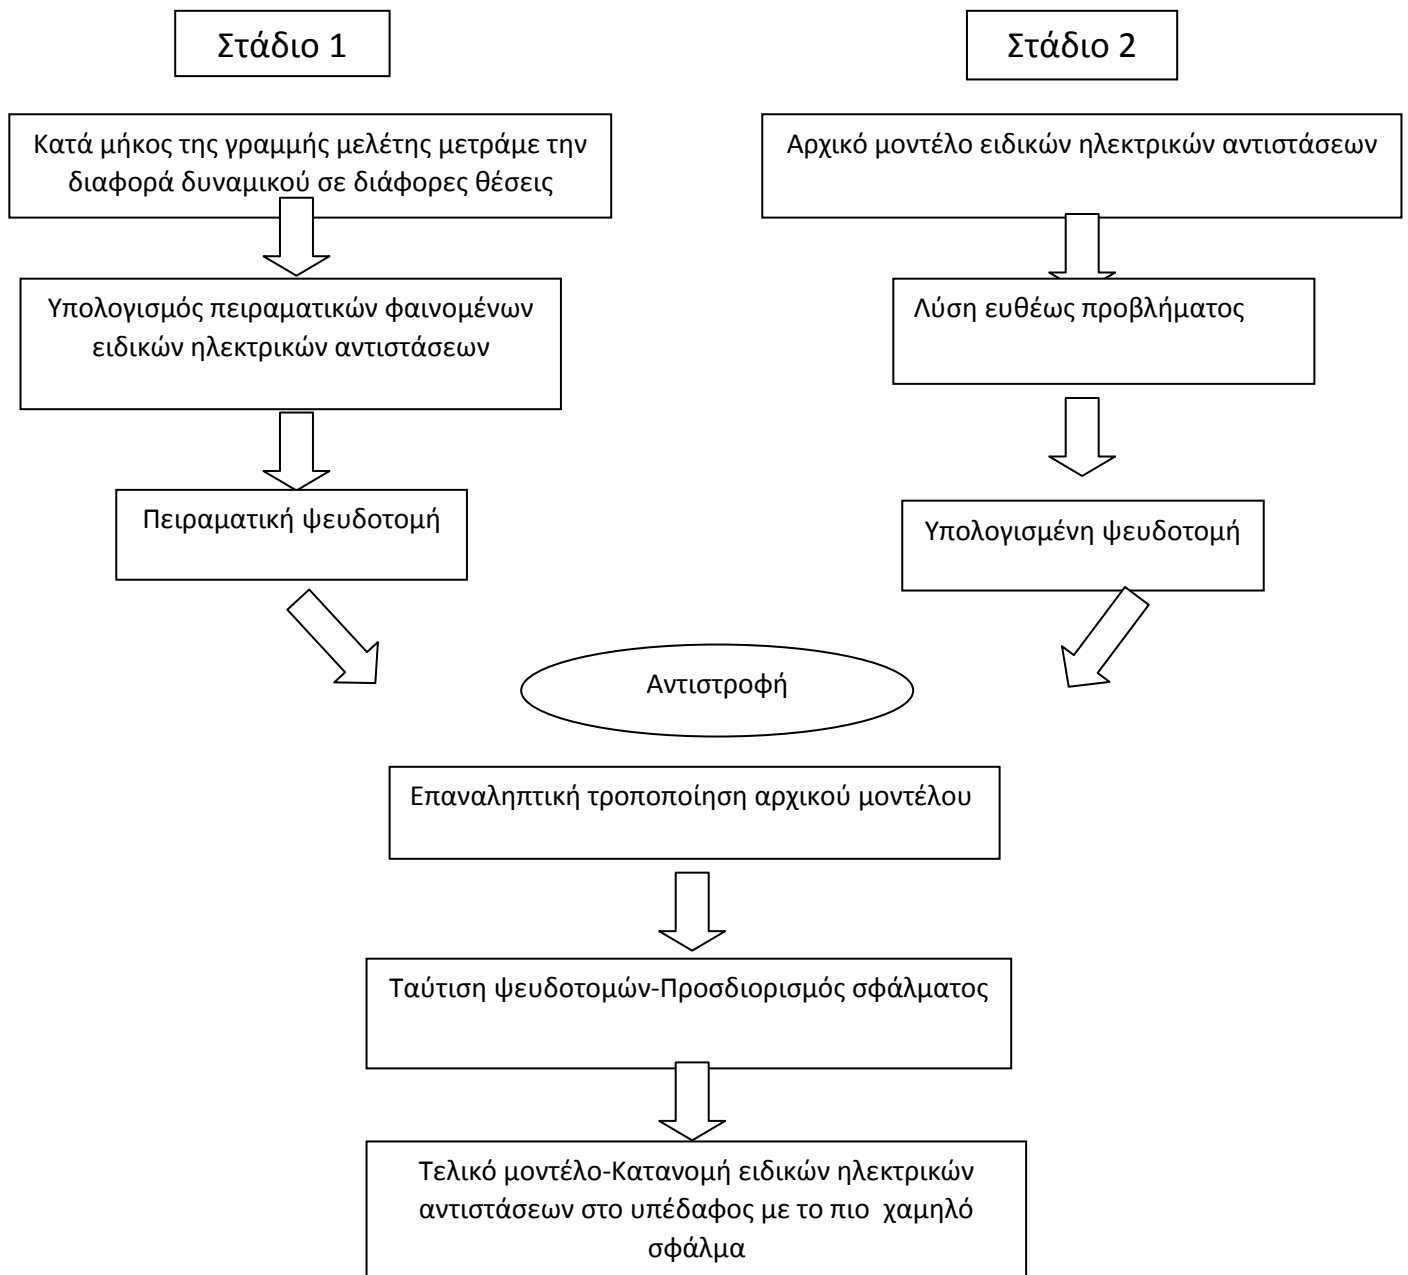 Στάδιο 1
Στάδιο 2
Κατά μήκος της γραμμής μελέτης μετράμε την
διαφορά δυναμικού σε διάφορες θέσεις
Αρχικό μοντέλο ειδικών ηλεκτρικών αντιστάσεων
Υπολογισμός πειραματικών φαινομένων
ειδικών ηλεκτρικών αντιστάσεων
Λύση ευθέως προβλήματος
Πειραματική ψευδοτομή
Υπολογισμένη ψευδοτομή
Αντιστροφή
Επαναληπτική τροποποίηση αρχικού μοντέλου
Ταύτιση ψευδοτομών-Προσδιορισμός σφάλματος
Τελικό μοντέλο-Κατανομή ειδικών ηλεκτρικών
αντιστάσεων στο υπέδαφος με το πιο χαμηλό
σφάλμα